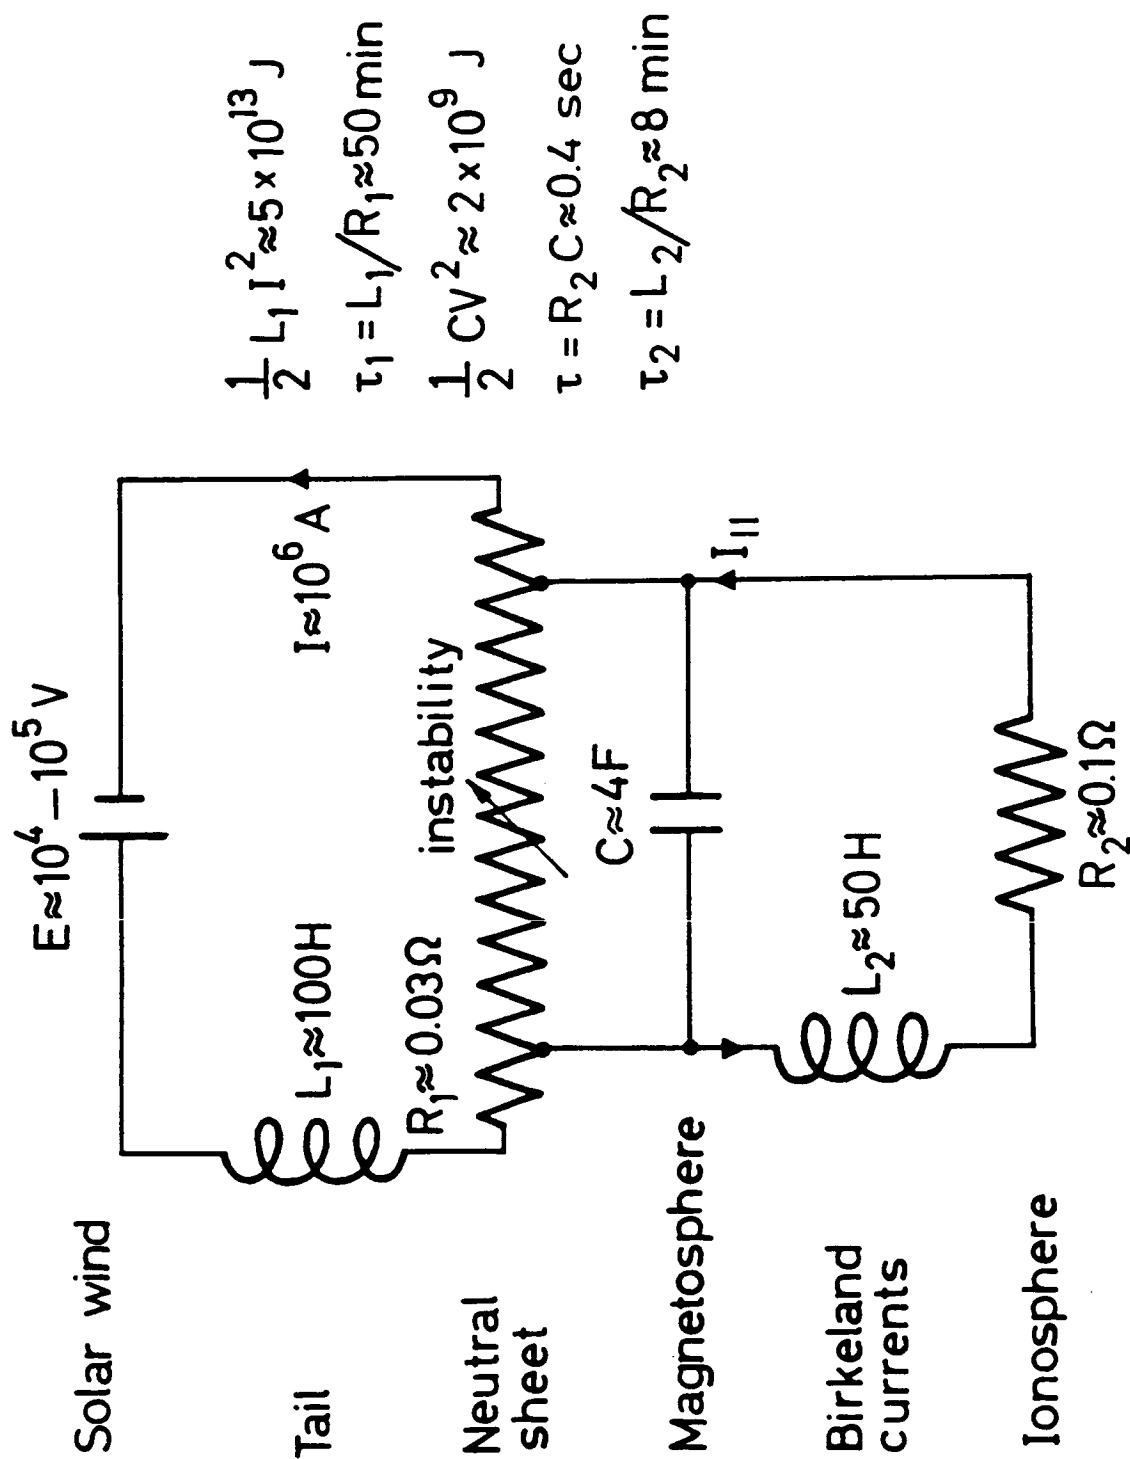 Solar wind
Tail
Neutral
sheet
Magnetosphere
Birkeland
currents
Ionosphere
E≈10⁴–10⁵ V
L₁≈100H
I≈10⁶ A
R₁≈0.03Ω
instability
C≈4F
I||
L₂≈50H
R₂≈0.1Ω
1/2 L₁ I² ≈ 5 × 10¹³ J
τ₁ = L₁/R₁ ≈ 50 min
1/2 CV² ≈ 2 × 10⁹ J
τ = R₂ C ≈ 0.4 sec
τ₂ = L₂/R₂ ≈ 8 min